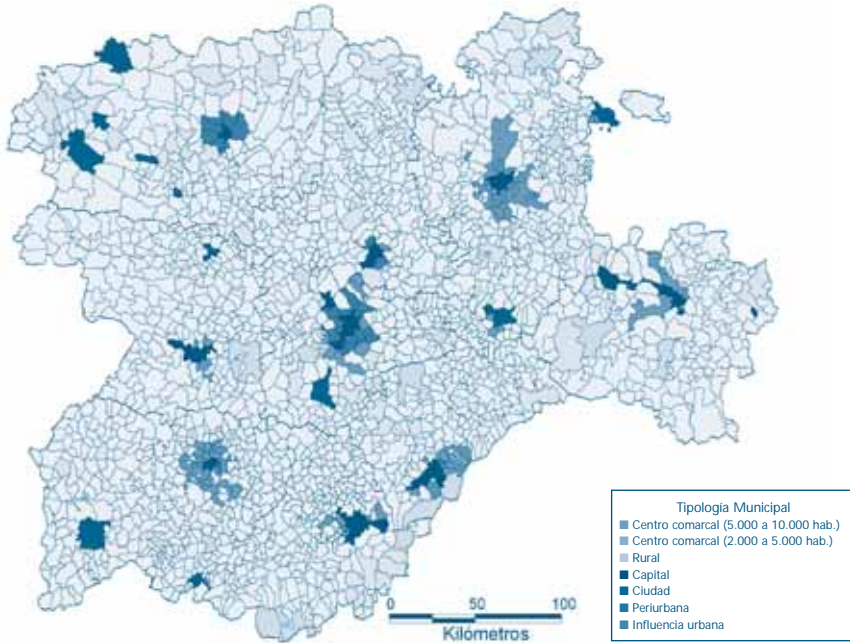 Tipología Municipal
Centro comarcal (5.000 a 10.000 hab.)
Centro comarcal (2.000 a 5.000 hab.)
Rural
Capital
Ciudad
Periurbana
Influencia urbana
0 50 100
Kilómetros